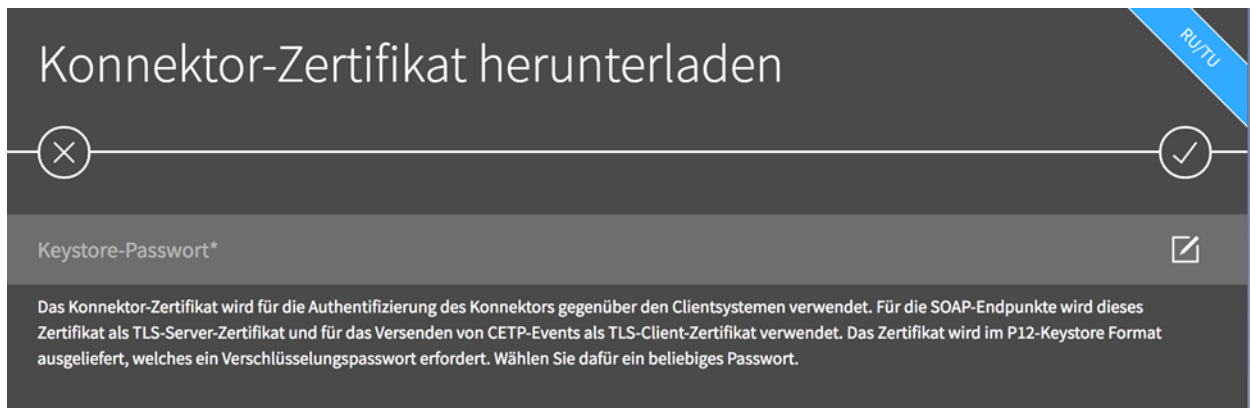 Konnektor-Zertifikat herunterladen
RU/TU
Keystore-Passwort*
Das Konnektor-Zertifikat wird für die Authentifizierung des Konnektors gegenüber den Clientsystemen verwendet. Für die SOAP-Endpunkte wird dieses
Zertifikat als TLS-Server-Zertifikat und für das Versenden von CETP-Events als TLS-Client-Zertifikat verwendet. Das Zertifikat wird im P12-Keystore Format
ausgeliefert, welches ein Verschlüsselungspasswort erfordert. Wählen Sie dafür ein beliebiges Passwort.